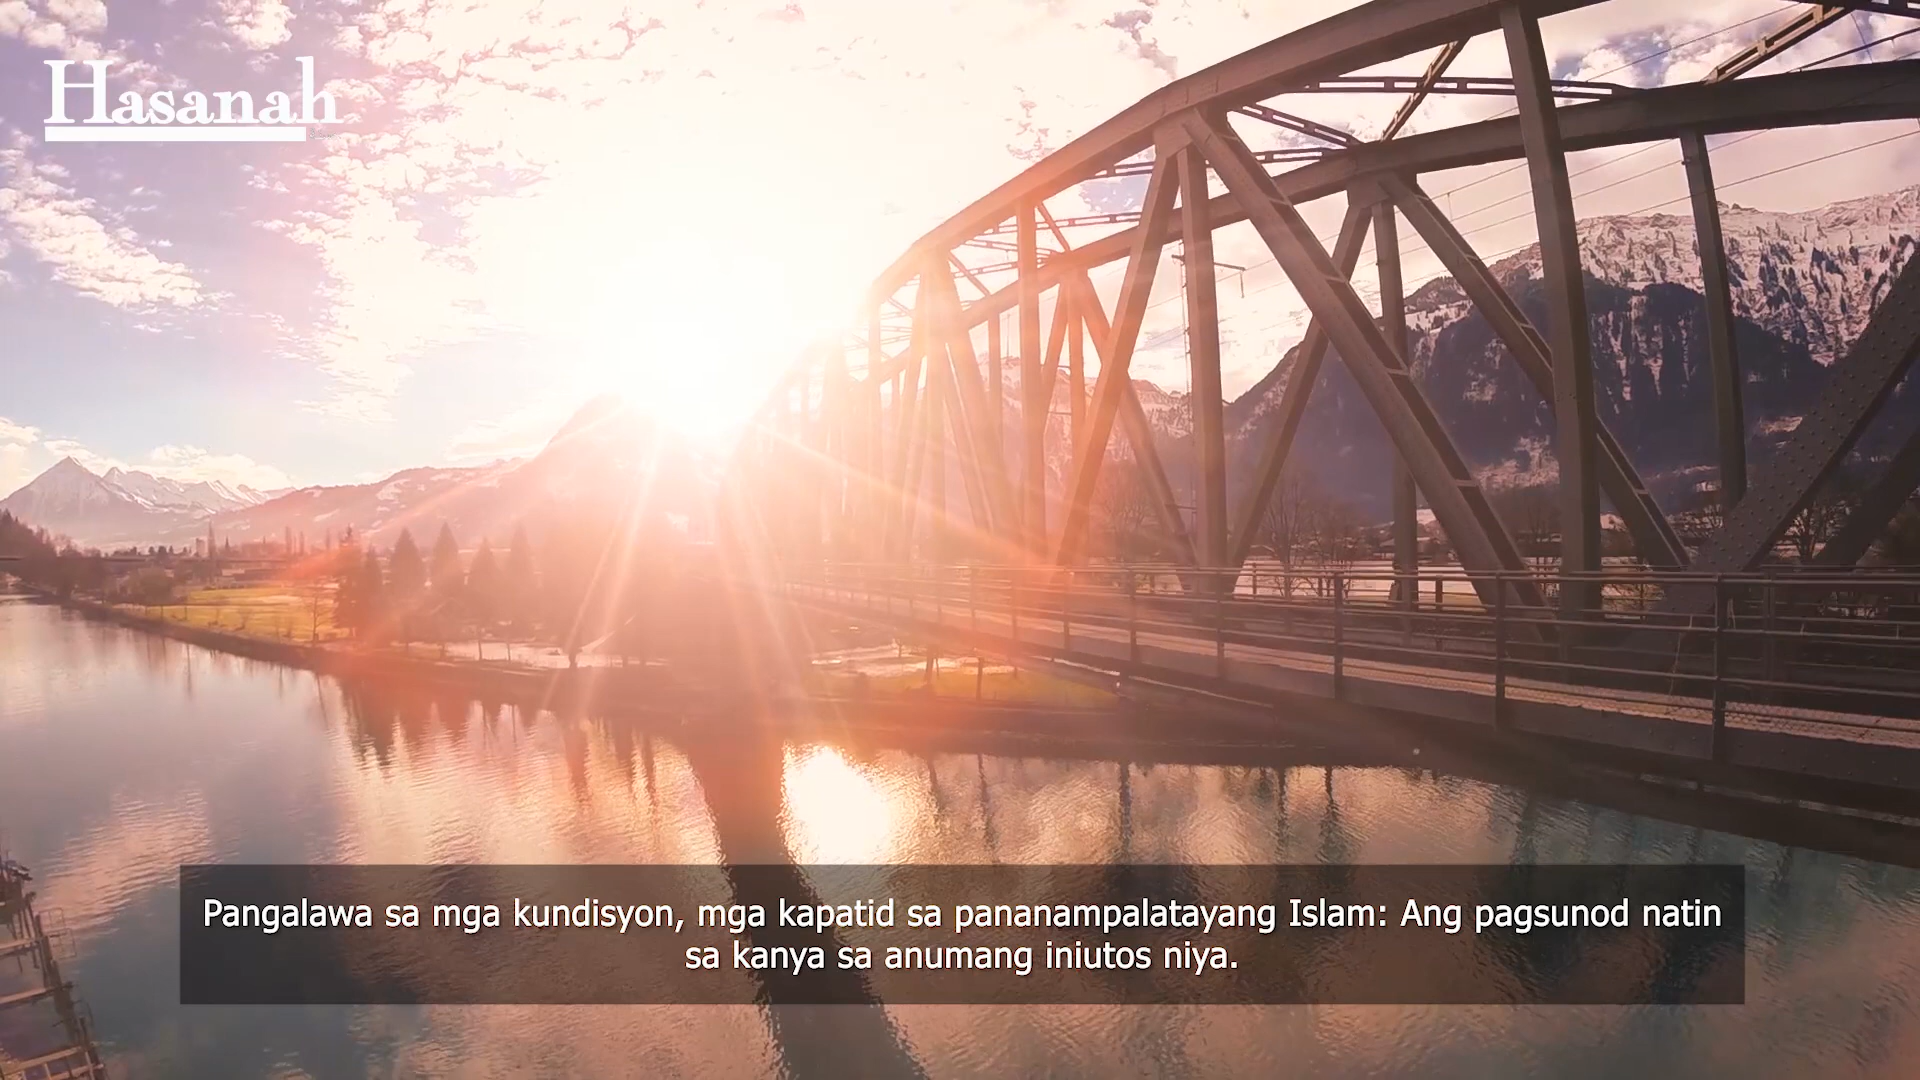 Hasanah
Pangalawa sa mga kundisyon, mga kapatid sa pananampalatayang Islam: Ang pagsunod natin
sa kanya sa anumang iniutos niya.